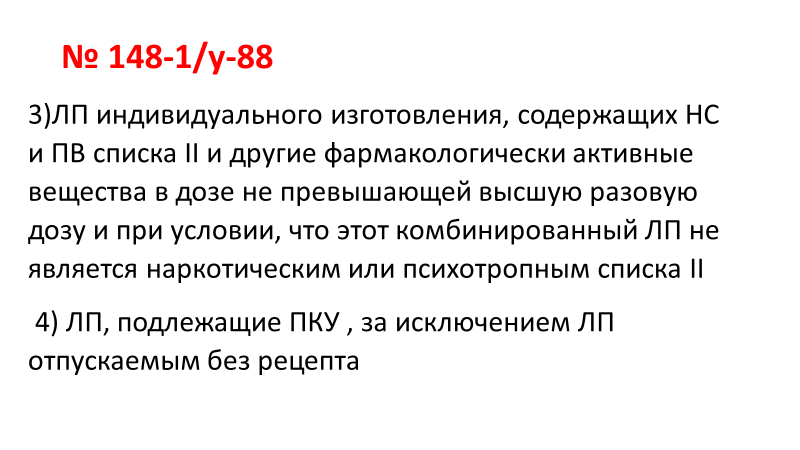 № 148-1/у-88
3)ЛП индивидуального изготовления, содержащих НС
и ПВ списка II и другие фармакологически активные
вещества в дозе не превышающей высшую разовую
дозу и при условии, что этот комбинированный ЛП не
является наркотическим или психотропным списка II
4) ЛП, подлежащие ПКУ , за исключением ЛП
отпускаемым без рецепта